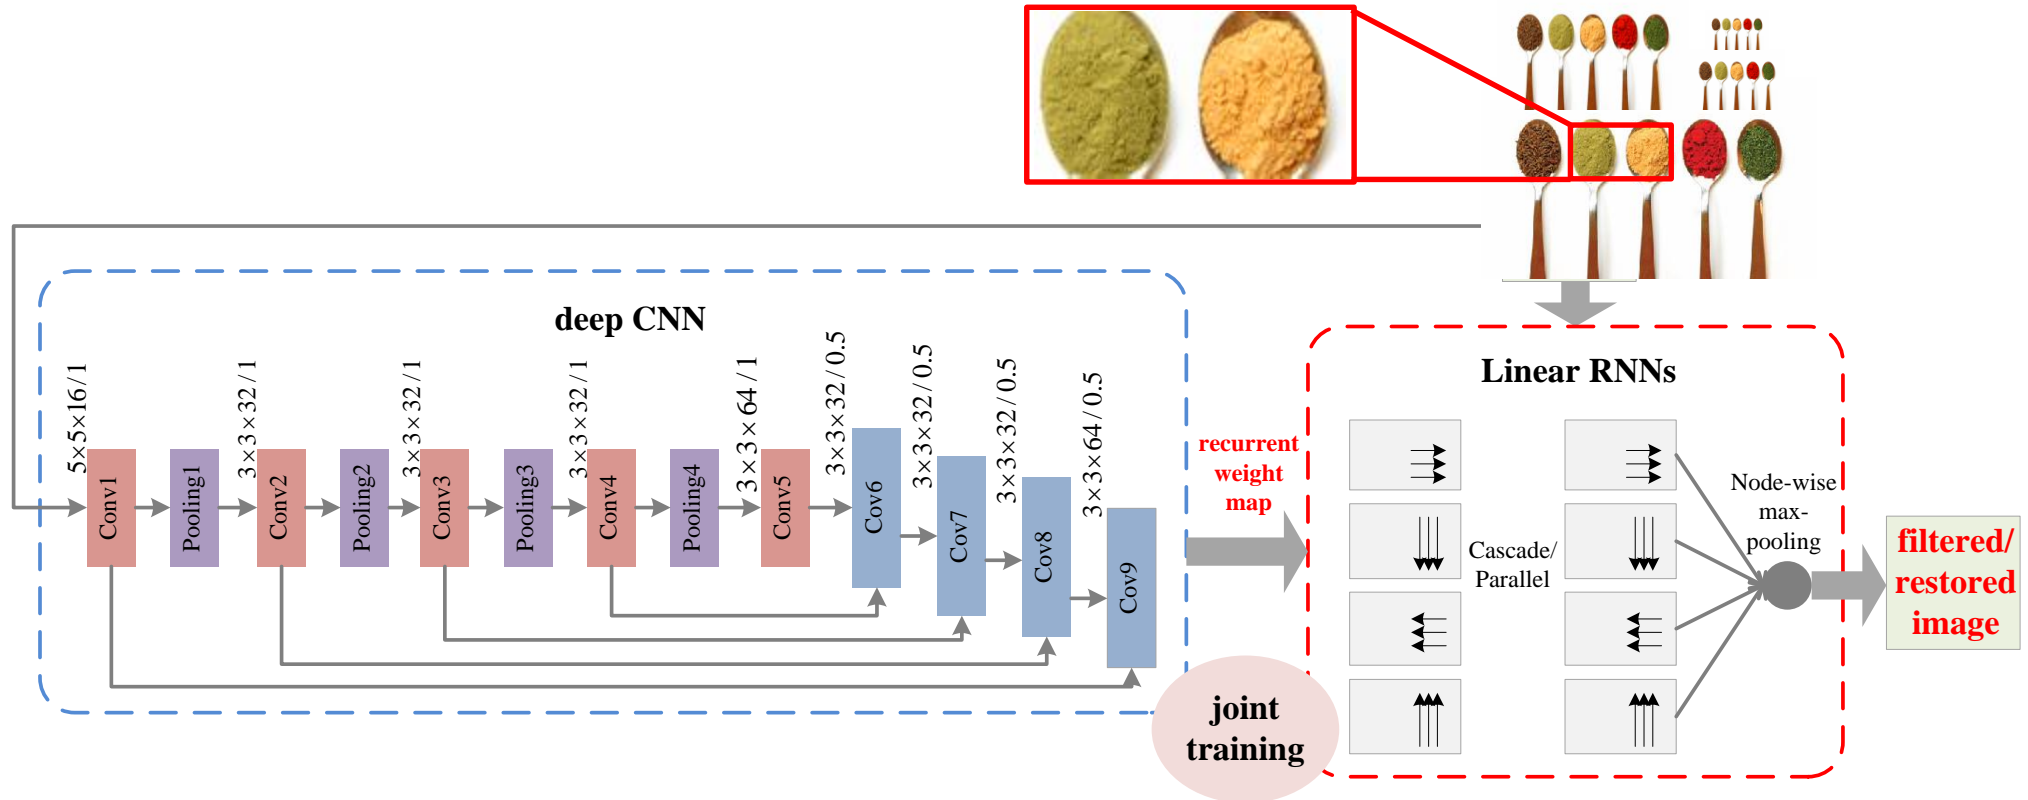 deep CNN
5×5×16/1
3×3×32/1
3×3×32/1
3×3×32/1
3×3×64/1
3×3×32/0.5
3×3×32/0.5
3×3×32/0.5
3×3×64/0.5
Conv1
Pooling1
Conv2
Pooling2
Conv3
Pooling3
Conv4
Pooling4
Conv5
Cov6
Cov7
Cov8
Cov9
recurrent
weight
map
joint
training
Linear RNNs
Cascade/
Parallel
Node-wise
max-
pooling
filtered/
restored
image